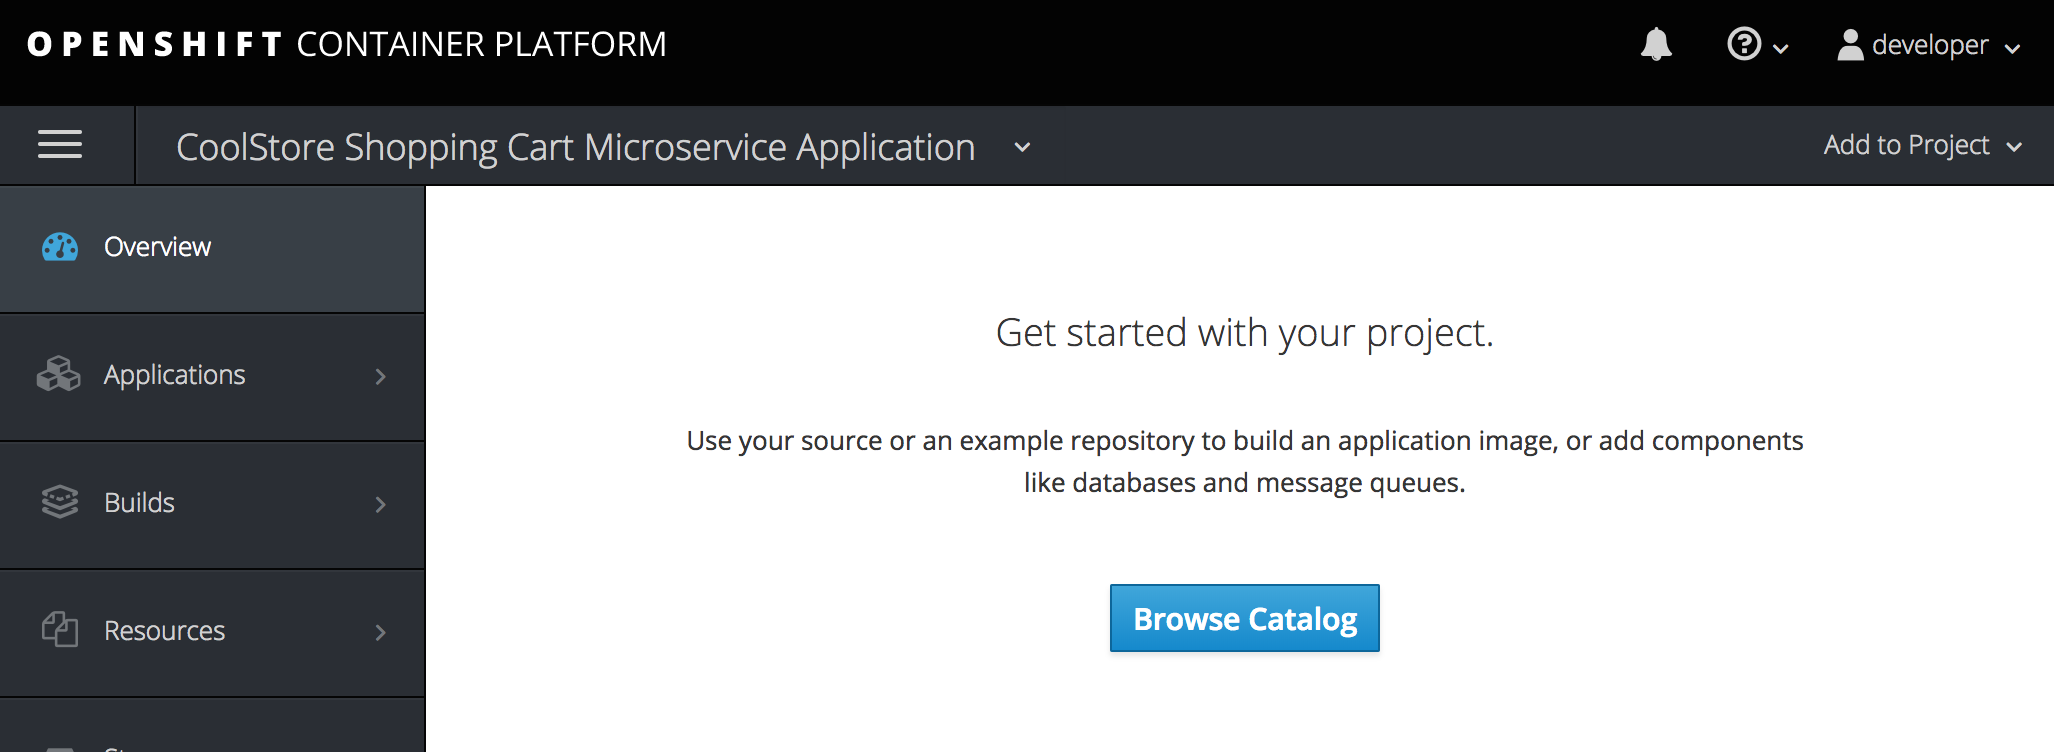 OPENSHIFT CONTAINER PLATFORM
developer
CoolStore Shopping Cart Microservice Application
Add to Project
Overview
Applications
Builds
Resources
Get started with your project.
Use your source or an example repository to build an application image, or add components
like databases and message queues.
Browse Catalog